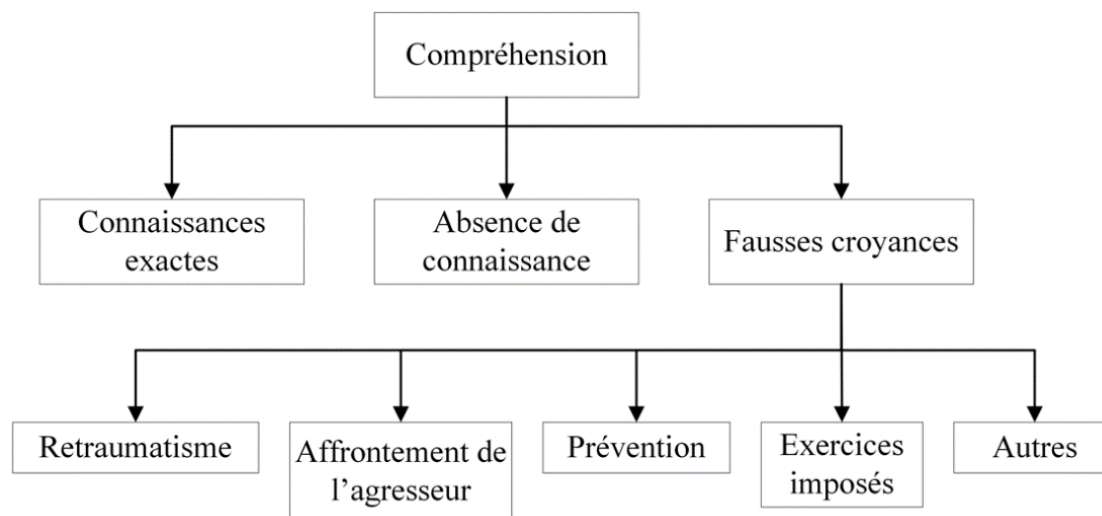 Compréhension
Connaissances
exactes
Absence de
connaissance
Fausses croyances
Retraumatisme
Affrontement de
l’agresseur
Prévention
Exercices
imposés
Autres